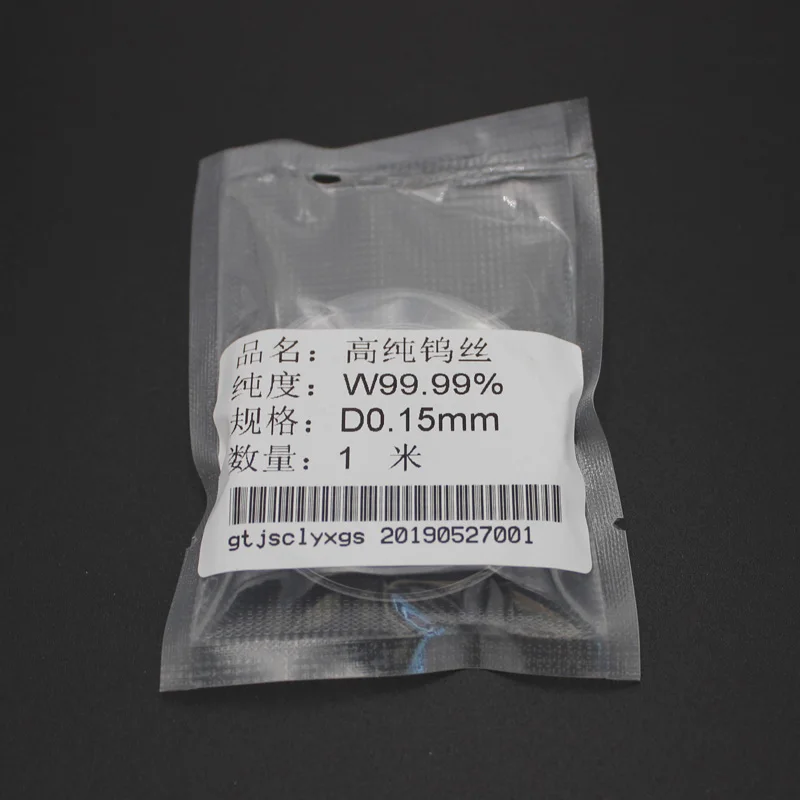 品名：高纯钨丝
纯度：W99.99%
规格：D0.15mm
数量：1 米
gtjsclyxgs 20190527001